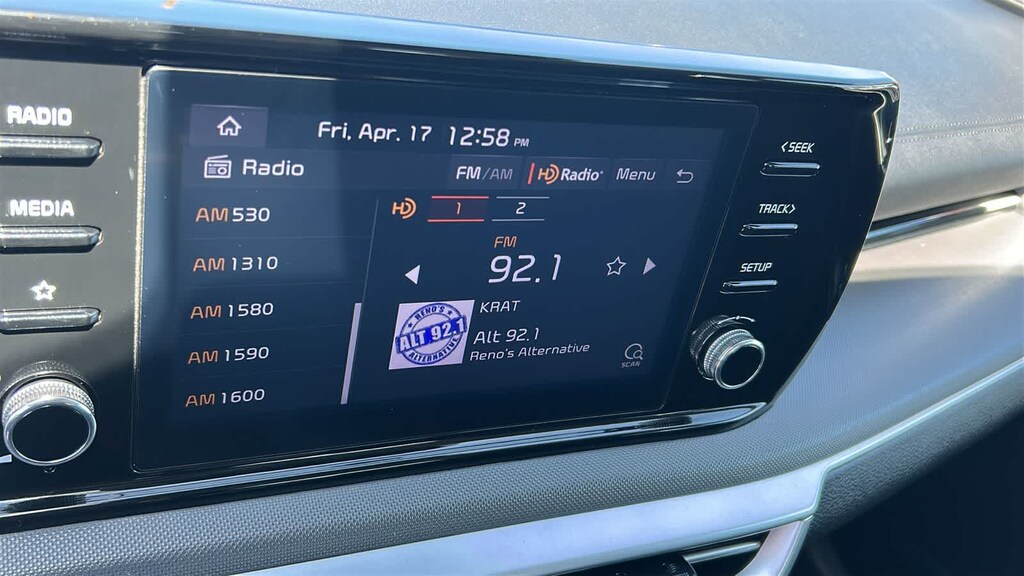 RADIO
MEDIA
Fri, Apr. 17 12:58 PM
Radio
FM/AM
HD Radio®
Menu
AM 530
AM 1310
AM 1580
AM 1590
AM 1600
HD 1 2
FM
92.1
RENO'S
ALT 92.1
ALTERNATIVE
KRAT
Alt 92.1
Reno's Alternative
SCAN
<SEEK
TRACK>
SETUP